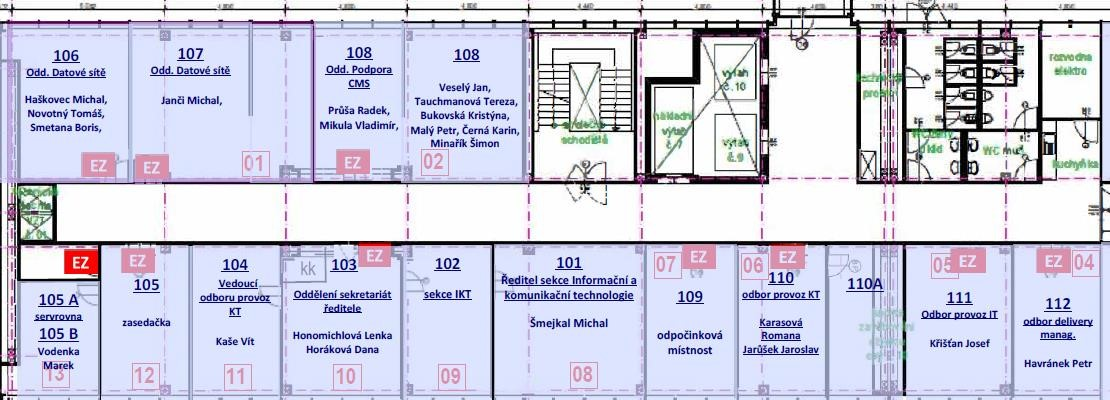 106
Odd. Datové sítě
Haškovec Michal,
Novotný Tomáš,
Smetana Boris,
EZ
107
Odd. Datové sítě
Janči Michal,
EZ
01
108
Odd. Podpora
CMS
Průša Radek,
Mikula Vladimír,
EZ
108
Veselý Jan,
Tauchmanová Tereza,
Bukovská Kristýna,
Malý Petr, Černá Karin,
Minařík Šimon
02
schodiště
nákladní
výtah
č.7
výtah
č.10
výtah
č.9
WC muži
rozvodna
elektro
kuchyňka
EZ
105 A
servrovna
105 B
Vodenka
Marek
13
EZ
105
zasedačka
12
104
Vedoucí
odboru provoz
KT
Kaše Vít
11
kk
103
EZ
Oddělení sekretariát
ředitele
Honomichlová Lenka
Horáková Dana
10
102
sekce IKT
09
101
Ředitel sekce Informační a
komunikační technologie
Šmejkal Michal
08
07
EZ
109
odpočinková
místnost
06
EZ
110
odbor provoz KT
Karasová
Romana
Jarůšek Jaroslav
110A
05
EZ
111
Odbor provoz IT
Křišťan Josef
EZ
04
112
odbor delivery
manag.
Havránek Petr